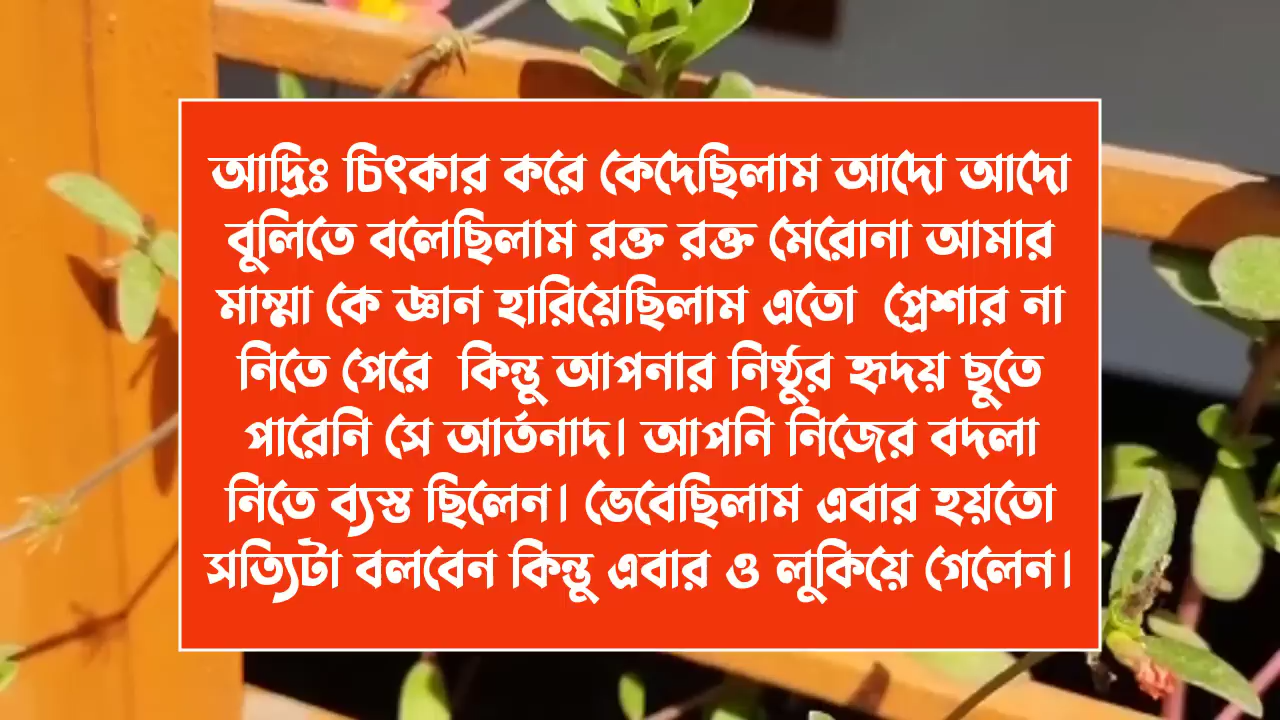 আদ্রিঃ চিৎকার করে কেদেছিলাম আদো আদো
বুলিতে বলেছিলাম রক্ত রক্ত মেরোনা আমার
মাম্মা কে জ্ঞান হারিয়েছিলাম এতো  প্রেশার না
নিতে পেরে  কিন্তু আপনার নিষ্ঠুর হৃদয় ছুতে
পারেনি সে আর্তনাদ। আপনি নিজের বদলা
নিতে ব্যস্ত ছিলেন। ভেবেছিলাম এবার হয়তো
সত্যিটা বলবেন কিন্তু এবার ও লুকিয়ে গেলেন।